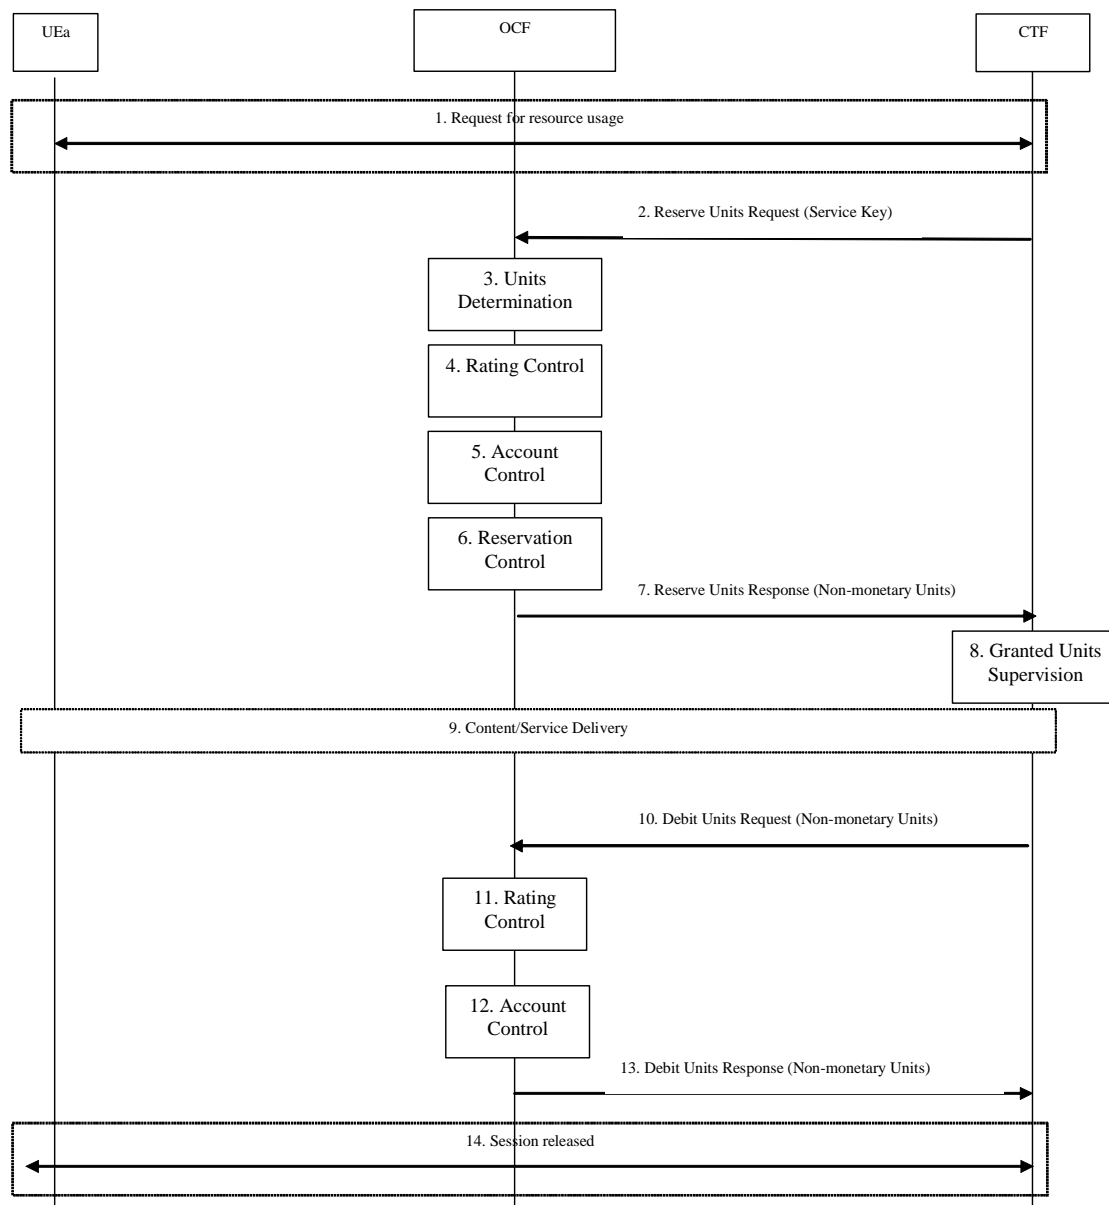 UEa
OCF
CTF
1. Request for resource usage
2. Reserve Units Request (Service Key)
3. Units
Determination
4. Rating Control
5. Account
Control
6. Reservation
Control
7. Reserve Units Response (Non-monetary Units)
8. Granted Units
Supervision
9. Content/Service Delivery
10. Debit Units Request (Non-monetary Units)
11. Rating
Control
12. Account
Control
13. Debit Units Response (Non-monetary Units)
14. Session released